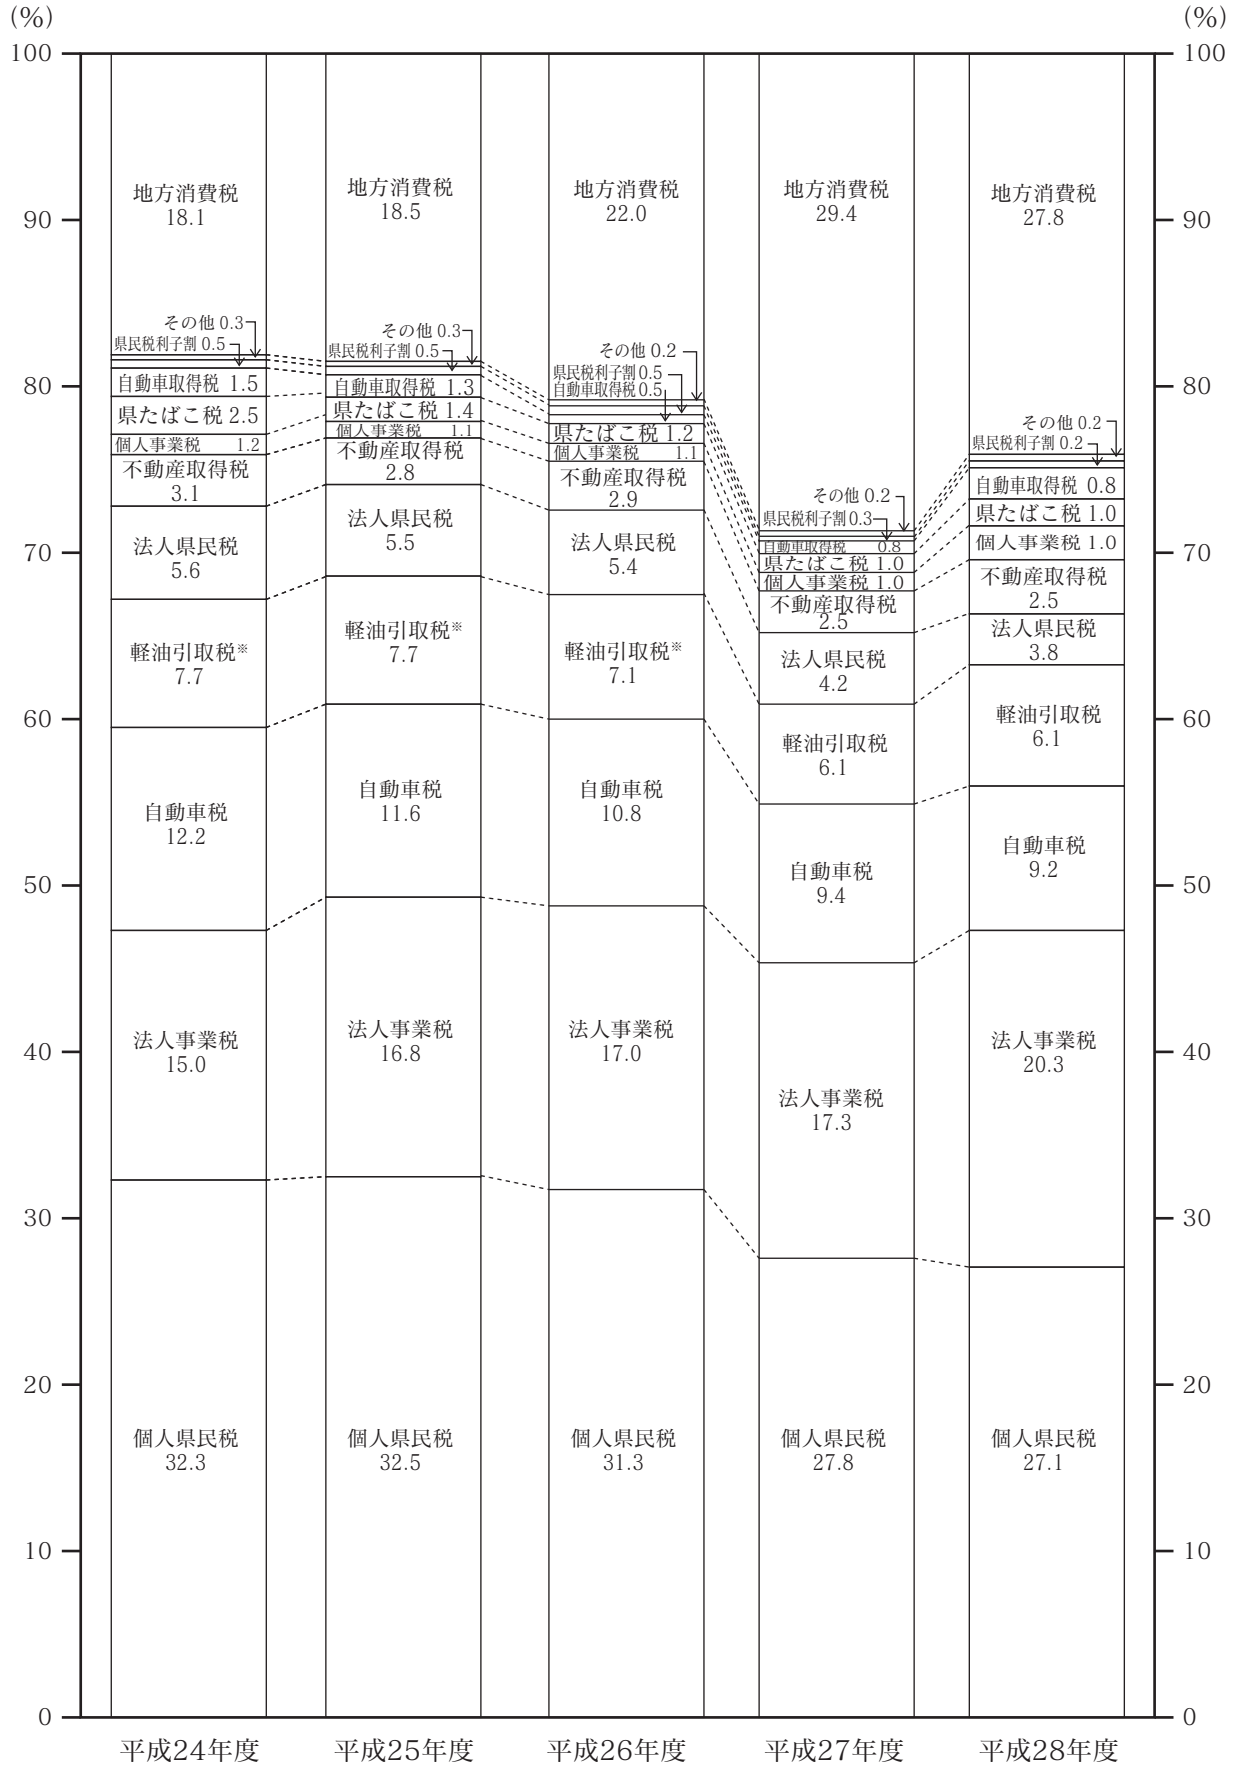 (%)
(%)
100
90
80
70
60
50
40
30
20
10
0
地方消費税
18.1
その他 0.3
県民税利子割 0.5
自動車取得税 1.5
県たばこ税 2.5
個人事業税 1.2
不動産取得税
3.1
法人県民税
5.6
軽油引取税※
7.7
自動車税
12.2
法人事業税
15.0
個人県民税
32.3
平成24年度
地方消費税
18.5
その他 0.3
県民税利子割 0.5
自動車取得税 1.3
県たばこ税 1.4
個人事業税 1.1
不動産取得税
2.8
法人県民税
5.5
軽油引取税※
7.7
自動車税
11.6
法人事業税
16.8
個人県民税
32.5
平成25年度
地方消費税
22.0
その他 0.2
県民税利子割 0.5
自動車取得税 0.5
県たばこ税 1.2
個人事業税 1.1
不動産取得税
2.9
法人県民税
5.4
軽油引取税※
7.1
自動車税
10.8
法人事業税
17.0
個人県民税
31.3
平成26年度
地方消費税
29.4
その他 0.2
県民税利子割 0.3
自動車取得税 0.8
県たばこ税 1.0
個人事業税 1.0
不動産取得税
2.5
法人県民税
4.2
軽油引取税
6.1
自動車税
9.4
法人事業税
17.3
個人県民税
27.8
平成27年度
地方消費税
27.8
その他 0.2
県民税利子割 0.2
自動車取得税 0.8
県たばこ税 1.0
個人事業税 1.0
不動産取得税
2.5
法人県民税
3.8
軽油引取税
6.1
自動車税
9.2
法人事業税
20.3
個人県民税
27.1
平成28年度
100
90
80
70
60
50
40
30
20
10
0